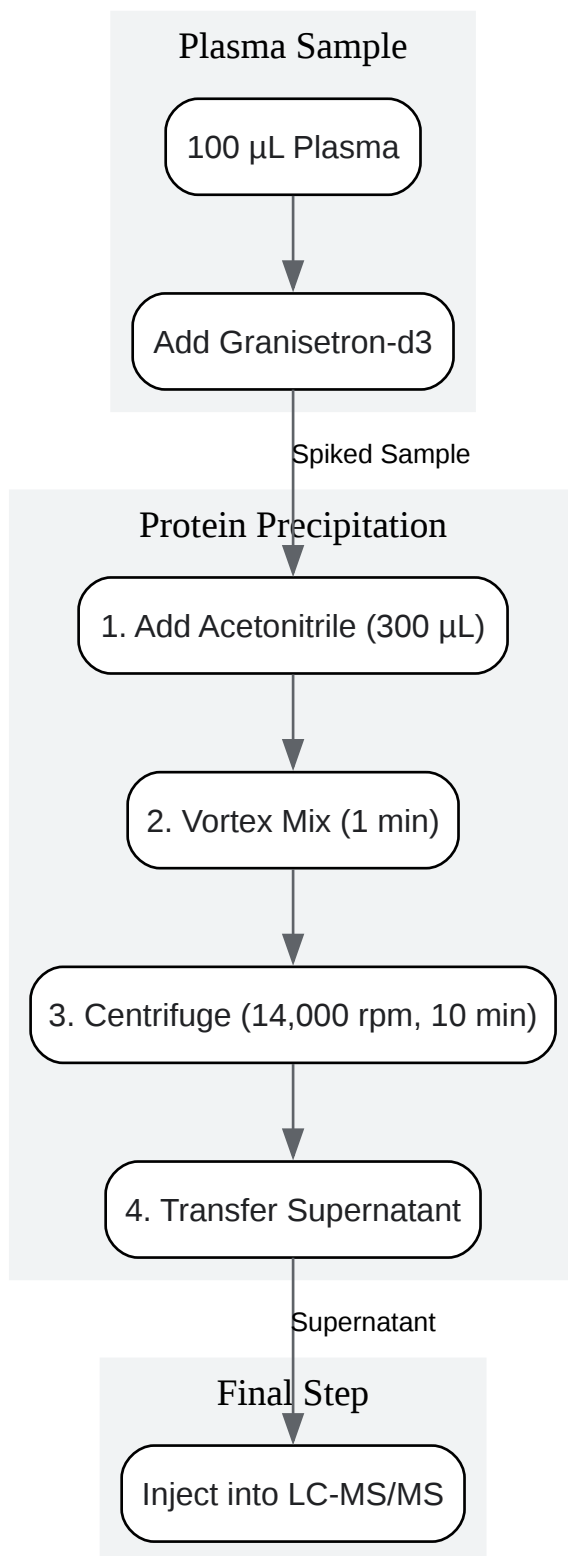 Plasma Sample
100 µL Plasma
Add Granisetron-d3
Spiked Sample
Protein Precipitation
1. Add Acetonitrile (300 µL)
2. Vortex Mix (1 min)
3. Centrifuge (14,000 rpm, 10 min)
4. Transfer Supernatant
Supernatant
Final Step
Inject into LC-MS/MS